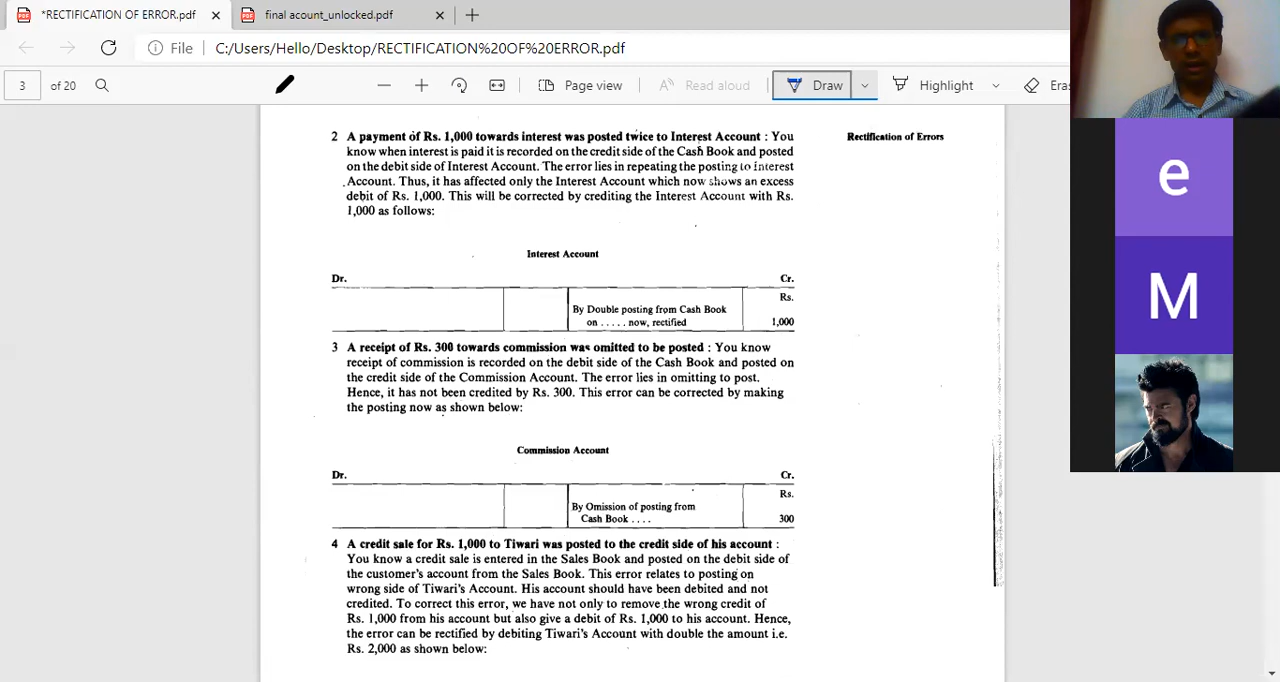 *RECTIFICATION OF ERROR.pdf
final acount_unlocked.pdf
File
C:/Users/Hello/Desktop/RECTIFICATION%20OF%20ERROR.pdf
3 of 20
Page view
Read aloud
Draw
Highlight
Era
2 A payment of Rs. 1,000 towards interest was posted twice to Interest Account : You
know when interest is paid it is recorded on the credit side of the Cash Book and posted
on the debit side of Interest Account. The error lies in repeating the posting to interest
Account. Thus, it has affected only the Interest Account which now shows an excess
debit of Rs. 1,000. This will be corrected by crediting the Interest Account with Rs.
1,000 as follows:
Rectification of Errors
Interest Account
Dr. Cr.
Rs.
By Double posting from Cash Book
on ..... now, rectified 1,000
3 A receipt of Rs. 300 towards commission was omitted to be posted : You know
receipt of commission is recorded on the debit side of the Cash Book and posted on
the credit side of the Commission Account. The error lies in omitting to post.
Hence, it has not been credited by Rs. 300. This error can be corrected by making
the posting now as shown below:
Commission Account
Dr. Cr.
Rs.
By Omission of posting from
Cash Book .... 300
4 A credit sale for Rs. 1,000 to Tiwari was posted to the credit side of his account :
You know a credit sale is entered in the Sales Book and posted on the debit side of
the customer's account from the Sales Book. This error relates to posting on
wrong side of Tiwari's Account. His account should have been debited and not
credited. To correct this error, we have not only to remove the wrong credit of
Rs. 1,000 from his account but also give a debit of Rs. 1,000 to his account. Hence,
the error can be rectified by debiting Tiwari's Account with double the amount i.e.
Rs. 2,000 as shown below:
e
M